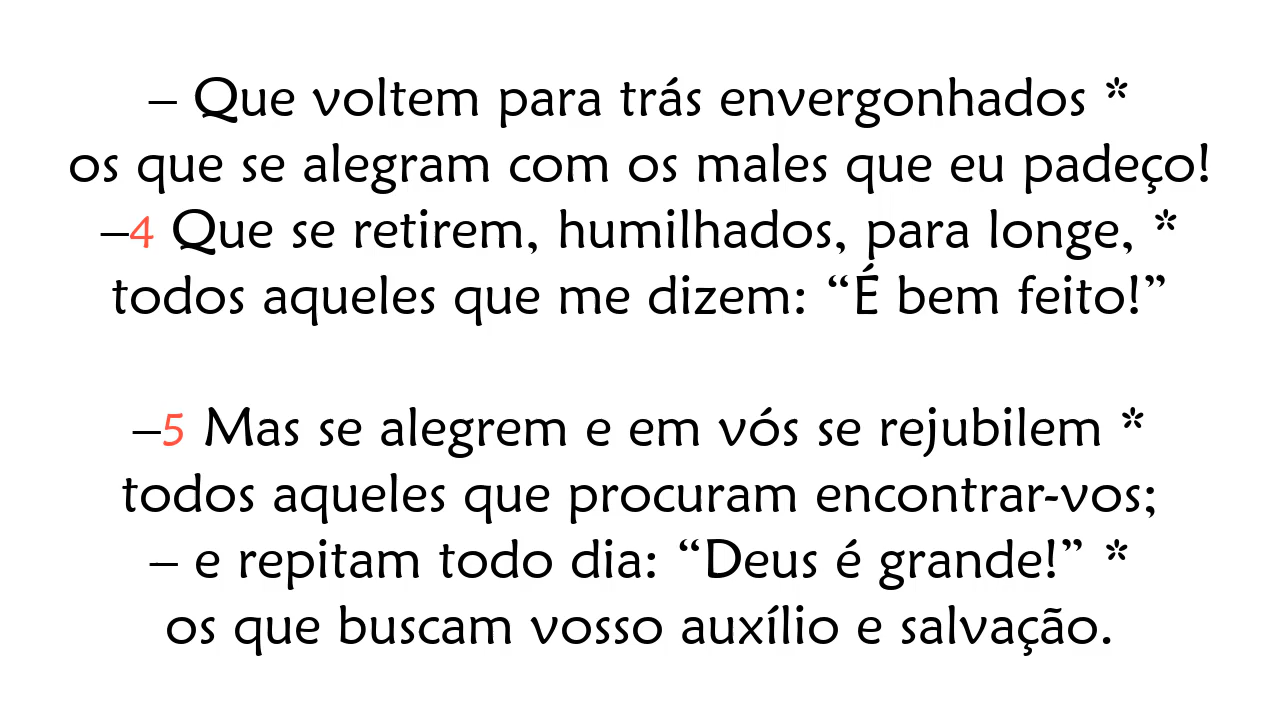 – Que voltem para trás envergonhados *
os que se alegram com os males que eu padeço!
–4 Que se retirem, humilhados, para longe, *
todos aqueles que me dizem: “É bem feito!”
–5 Mas se alegrem e em vós se rejubilem *
todos aqueles que procuram encontrar-vos;
– e repitam todo dia: “Deus é grande!” *
os que buscam vosso auxílio e salvação.